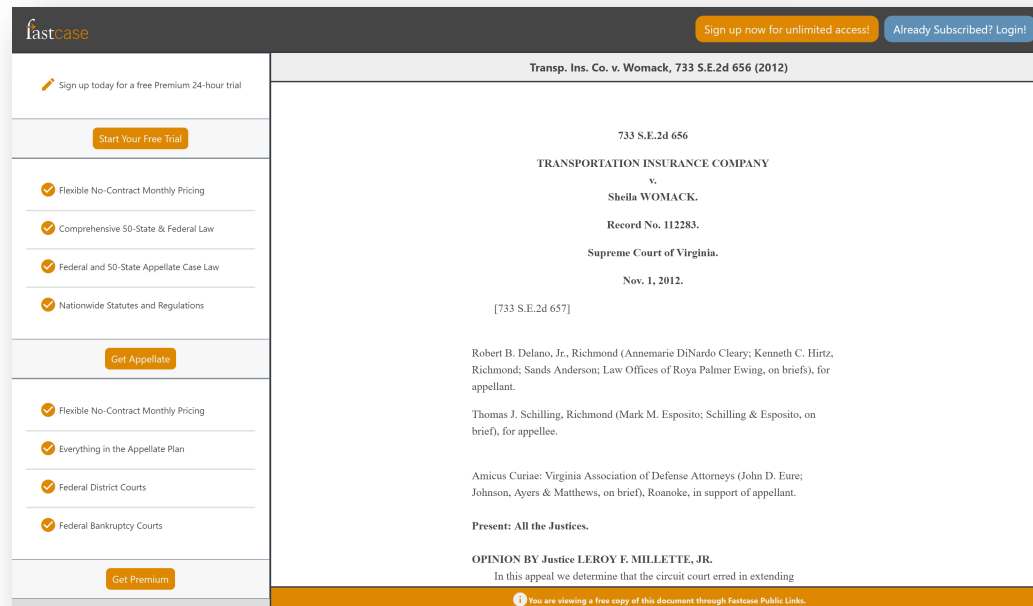 fastcase
Sign up now for unlimited access!
Already Subscribed? Login!
Sign up today for a free Premium 24-hour trial
Start Your Free Trial
Flexible No-Contract Monthly Pricing
Comprehensive 50-State & Federal Law
Federal and 50-State Appellate Case Law
Nationwide Statutes and Regulations
Get Appellate
Flexible No-Contract Monthly Pricing
Everything in the Appellate Plan
Federal District Courts
Federal Bankruptcy Courts
Get Premium
Transp. Ins. Co. v. Womack, 733 S.E.2d 656 (2012)
733 S.E.2d 656
TRANSPORTATION INSURANCE COMPANY
v.
Sheila WOMACK.
Record No. 112283.
Supreme Court of Virginia.
Nov. 1, 2012.
[733 S.E.2d 657]
Robert B. Delano, Jr., Richmond (Annemarie DiNardo Cleary; Kenneth C. Hirtz,
Richmond; Sands Anderson; Law Offices of Roya Palmer Ewing, on briefs), for
appellant.
Thomas J. Schilling, Richmond (Mark M. Esposito; Schilling & Esposito, on
brief), for appellee.
Amicus Curiae: Virginia Association of Defense Attorneys (John D. Eure;
Johnson, Ayers & Matthews, on brief), Roanoke, in support of appellant.
Present: All the Justices.
OPINION BY Justice LEROY F. MILLETTE, JR.
In this appeal we determine that the circuit court erred in extending
You are viewing a free copy of this document through Fastcase Public Links.